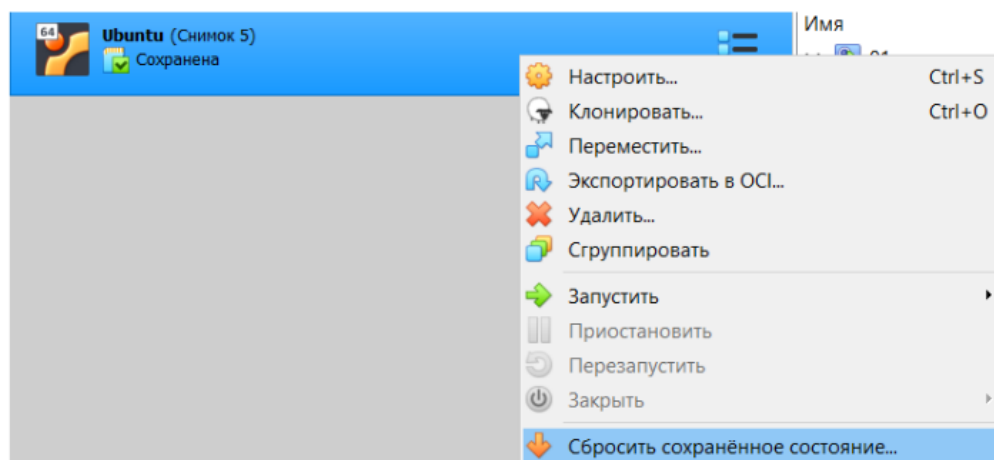 64
Ubuntu (Снимок 5)
Сохранена
Имя
Настроить... Ctrl+S
Клонировать... Ctrl+O
Переместить...
Экспортировать в OCI...
Удалить...
Сгруппировать
Запустить
Приостановить
Перезапустить
Закрыть
Сбросить сохранённое состояние...